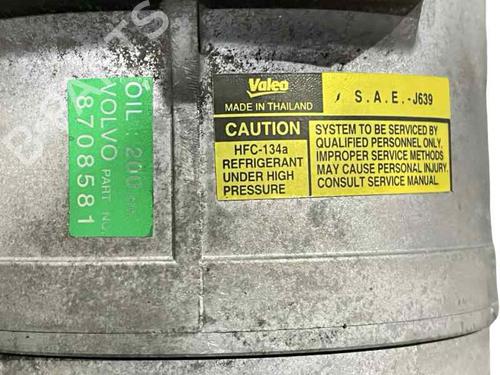 OIL : 200 cm³
VOLVO PART NO.
8708581
Valeo
MADE IN THAILAND
S.A.E.-J639
CAUTION
HFC-134a
REFRIGERANT
UNDER HIGH
PRESSURE
SYSTEM TO BE SERVICED BY
QUALIFIED PERSONNEL ONLY.
IMPROPER SERVICE METHODS
MAY CAUSE PERSONAL INJURY.
CONSULT SERVICE MANUAL.